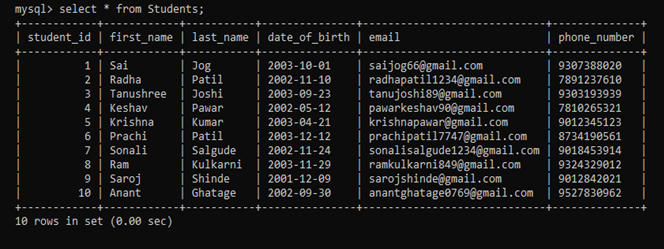 mysql> select * from Students;
+------------+------------+-----------+---------------+---------------------------+--------------+
| student_id | first_name | last_name | date_of_birth | email | phone_number |
+------------+------------+-----------+---------------+---------------------------+--------------+
| 1 | Sai | Jog | 2003-10-01 | saijog66@gmail.com | 9307388020 |
| 2 | Radha | Patil | 2002-11-10 | radhapatil1234@gmail.com | 7891237610 |
| 3 | Tanushree | Joshi | 2003-09-23 | tanujoshi89@gmail.com | 9303193939 |
| 4 | Keshav | Pawar | 2002-05-12 | pawarkeshav90@gmail.com | 7810265321 |
| 5 | Krishna | Kumar | 2003-04-21 | krishnapawar@gmail.com | 9012345123 |
| 6 | Prachi | Patil | 2003-12-12 | prachipatil7747@gmail.com | 8734190561 |
| 7 | Sonali | Salgude | 2002-11-24 | sonalisalgude1234@gmail.com | 9018453914 |
| 8 | Ram | Kulkarni | 2003-11-29 | ramkulkarni849@gmail.com | 9324329012 |
| 9 | Saroj | Shinde | 2001-12-09 | sarojshinde@gmail.com | 9012842021 |
| 10 | Anant | Ghatage | 2002-09-30 | anantghatage0769@gmail.com | 9527830962 |
+------------+------------+-----------+---------------+---------------------------+--------------+
10 rows in set (0.00 sec)